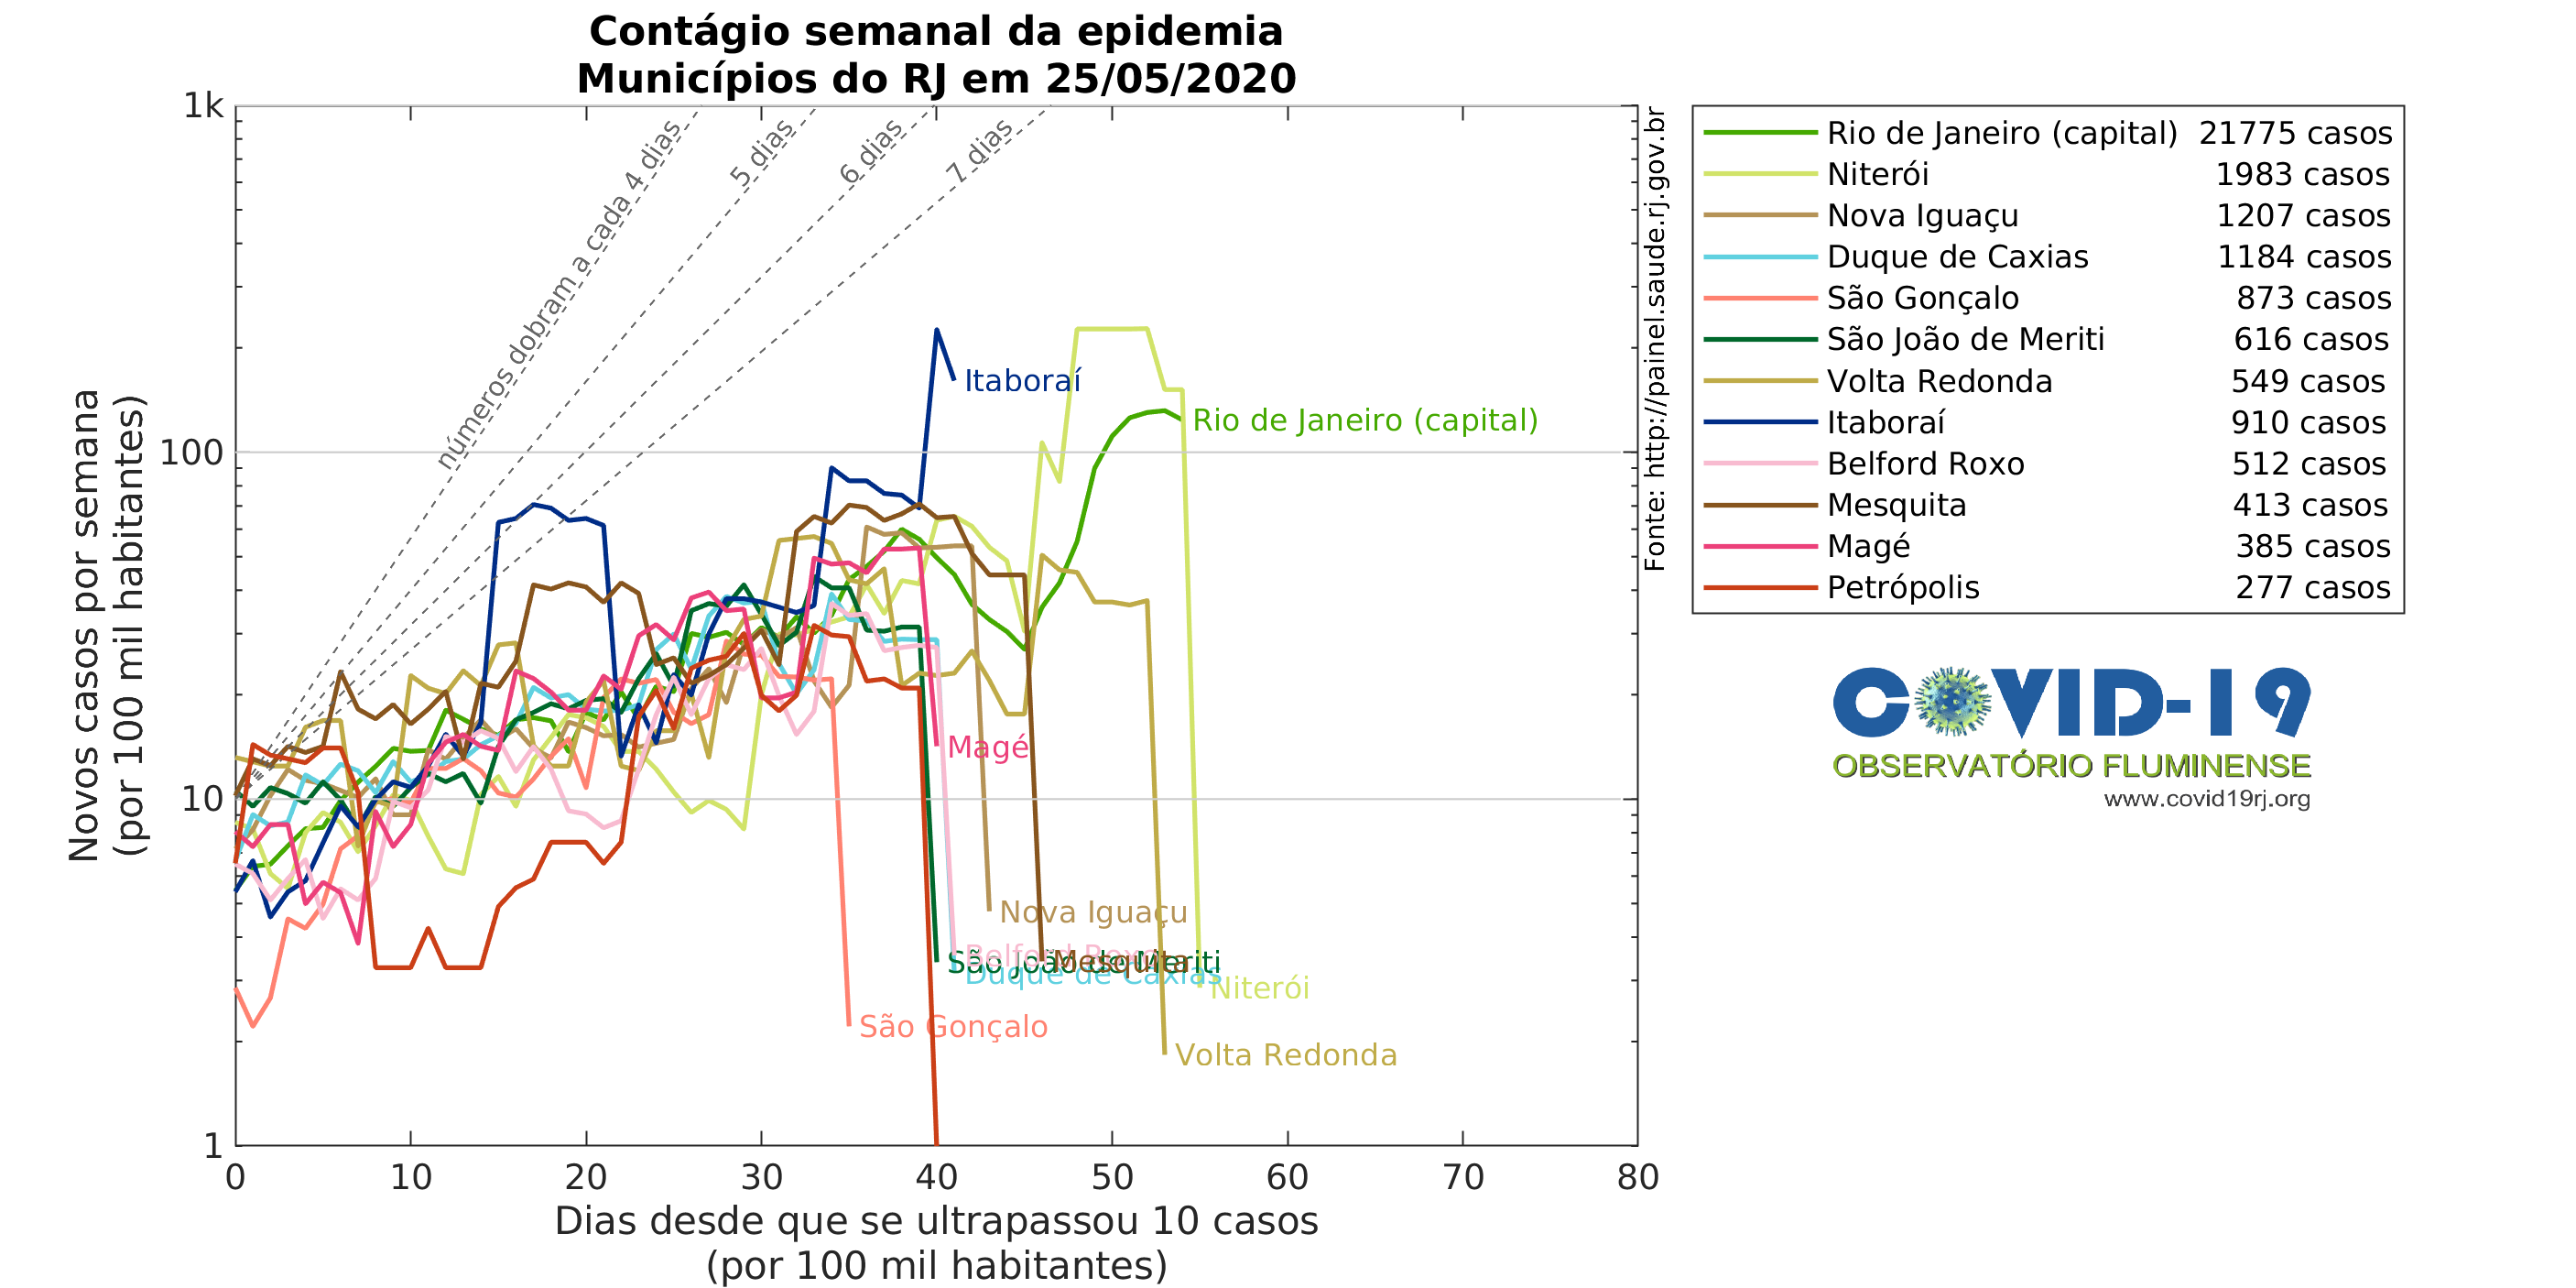 Contágio semanal da epidemia
Municípios do RJ em 25/05/2020
Novos casos por semana
(por 100 mil habitantes)
1k
100
10
1
números dobram a cada 4 dias
5 dias
6 dias
7 dias
Itaboraí
Rio de Janeiro (capital)
Magé
Nova Iguaçu
Belford Roxo
São João de Meriti
Mesquita
Duque de Caxias
Niterói
São Gonçalo
Volta Redonda
0 10 20 30 40 50 60 70 80
Dias desde que se ultrapassou 10 casos
(por 100 mil habitantes)
Fonte: http://painel.saude.rj.gov.br
Rio de Janeiro (capital) 21775 casos
Niterói 1983 casos
Nova Iguaçu 1207 casos
Duque de Caxias 1184 casos
São Gonçalo 873 casos
São João de Meriti 616 casos
Volta Redonda 549 casos
Itaboraí 910 casos
Belford Roxo 512 casos
Mesquita 413 casos
Magé 385 casos
Petrópolis 277 casos
COVID-19
OBSERVATÓRIO FLUMINENSE
www.covid19rj.org